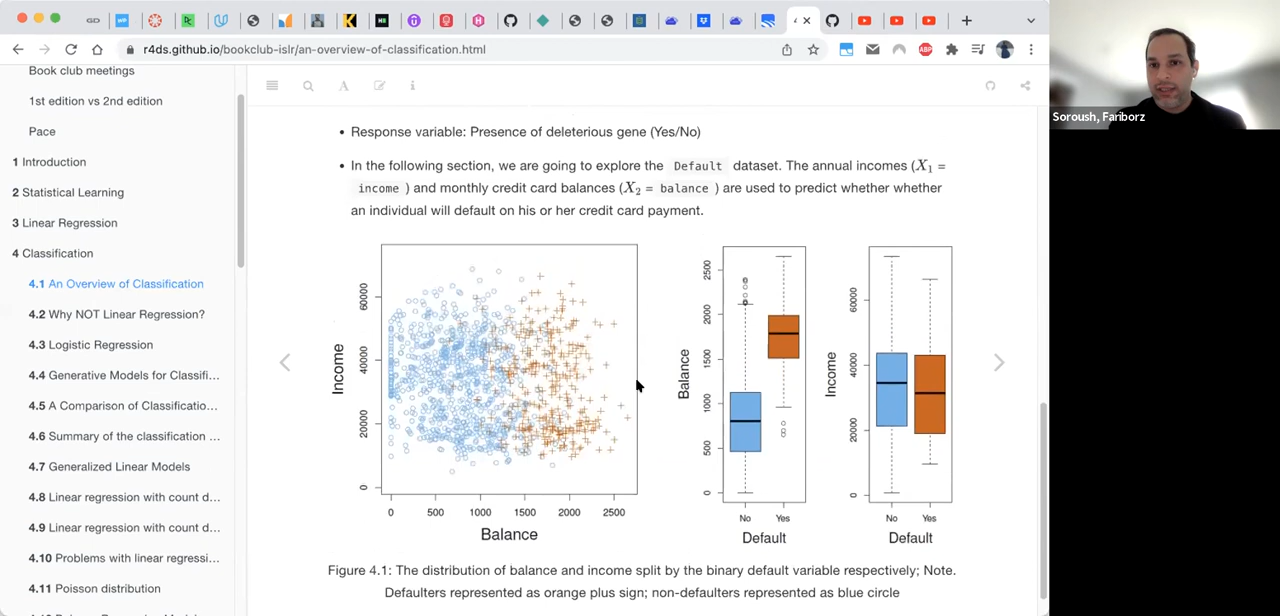 r4ds.github.io/bookclub-islr/an-overview-of-classification.html
ABP
Book club meetings
1st edition vs 2nd edition
Pace
1 Introduction
2 Statistical Learning
3 Linear Regression
4 Classification
4.1 An Overview of Classification
4.2 Why NOT Linear Regression?
4.3 Logistic Regression
4.4 Generative Models for Classifi...
4.5 A Comparison of Classificatio...
4.6 Summary of the classification ...
4.7 Generalized Linear Models
4.8 Linear regression with count d...
4.9 Linear regression with count d...
4.10 Problems with linear regressi...
4.11 Poisson distribution
• Response variable: Presence of deleterious gene (Yes/No)
• In the following section, we are going to explore the Default dataset. The annual incomes (X1 =
income ) and monthly credit card balances (X2 = balance ) are used to predict whether whether
an individual will default on his or her credit card payment.
Income
0 20000 40000 60000
0 500 1000 1500 2000 2500
Balance
Balance
0 500 1000 1500 2000 2500
No Yes
Default
Income
0 20000 40000 60000
No Yes
Default
Figure 4.1: The distribution of balance and income split by the binary default variable respectively; Note.
Defaulters represented as orange plus sign; non-defaulters represented as blue circle
Soroush, Fariborz